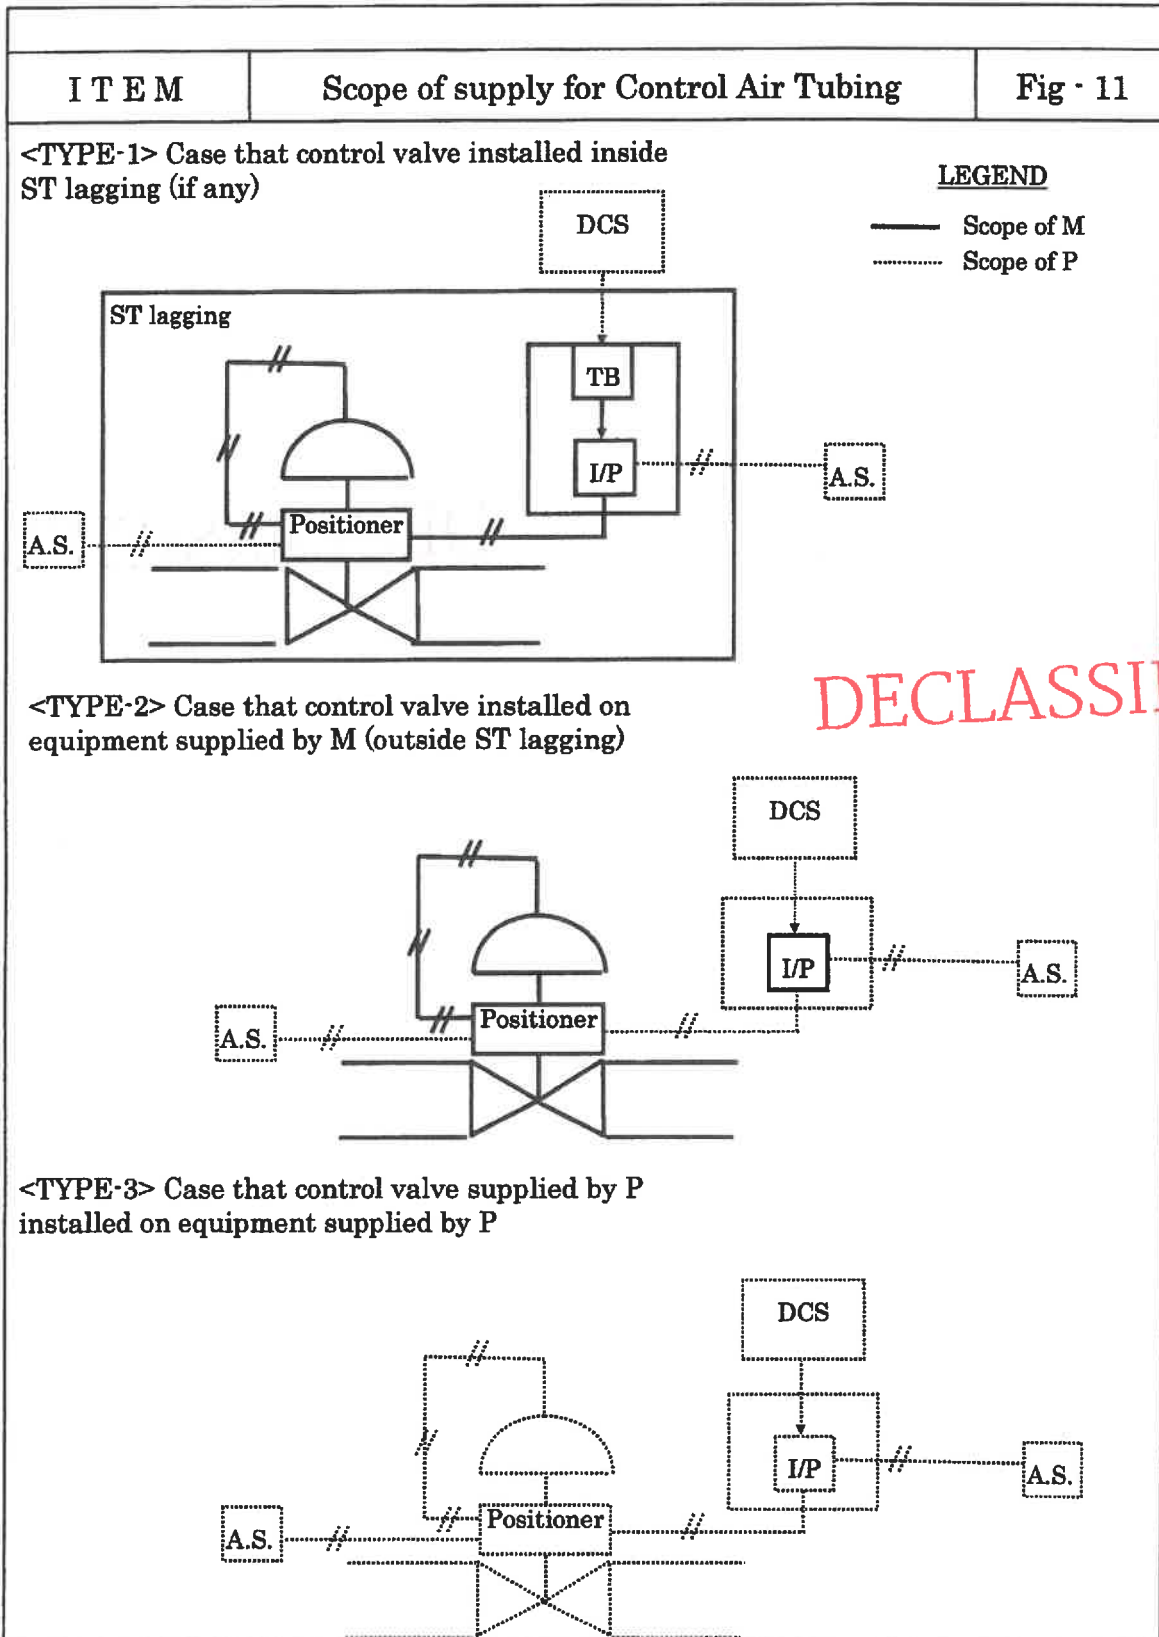 ITEM
Scope of supply for Control Air Tubing
Fig - 11
<TYPE-1> Case that control valve installed inside
ST lagging (if any)
LEGEND
Scope of M
Scope of P
DCS
ST lagging
TB
I/P
A.S.
Positioner
A.S.
<TYPE-2> Case that control valve installed on
equipment supplied by M (outside ST lagging)
DECLASSI
DCS
I/P
A.S.
Positioner
A.S.
<TYPE-3> Case that control valve supplied by P
installed on equipment supplied by P
DCS
I/P
A.S.
Positioner
A.S.